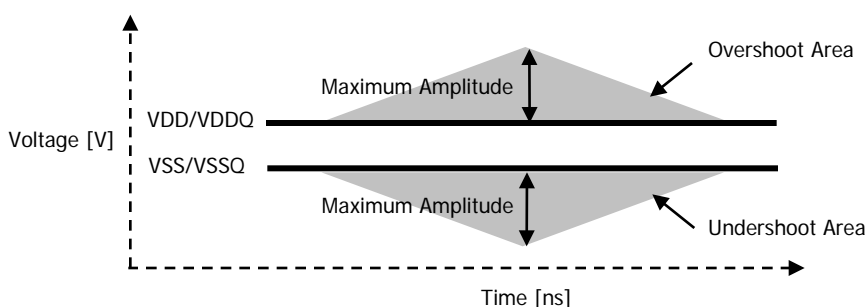 Overshoot Area
Maximum Amplitude
VDD/VDDQ
Voltage [V]
VSS/VSSQ
Maximum Amplitude
Undershoot Area
Time [ns]